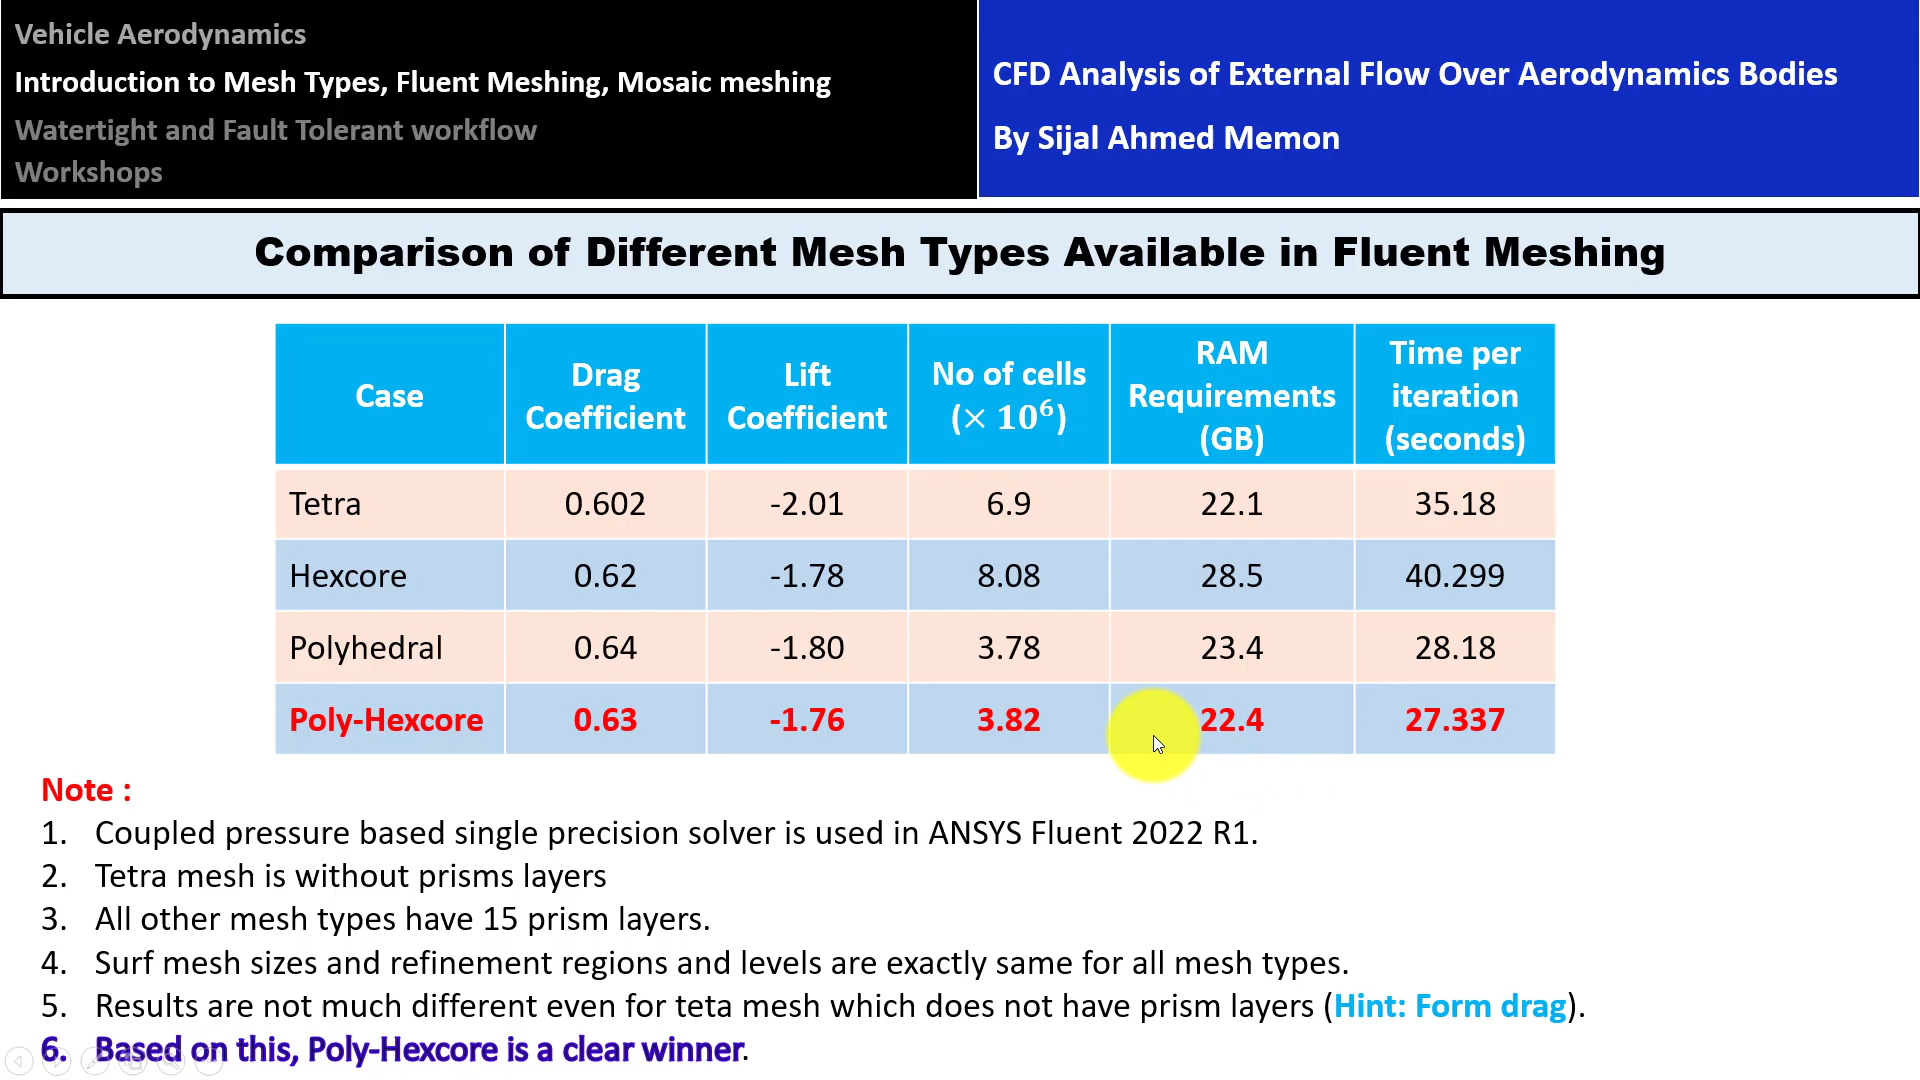 Vehicle Aerodynamics
Introduction to Mesh Types, Fluent Meshing, Mosaic meshing
Watertight and Fault Tolerant workflow
Workshops
CFD Analysis of External Flow Over Aerodynamics Bodies
By Sijal Ahmed Memon
Comparison of Different Mesh Types Available in Fluent Meshing
Case | Drag Coefficient | Lift Coefficient | No of cells (× 10⁶) | RAM Requirements (GB) | Time per iteration (seconds)
Tetra | 0.602 | -2.01 | 6.9 | 22.1 | 35.18
Hexcore | 0.62 | -1.78 | 8.08 | 28.5 | 40.299
Polyhedral | 0.64 | -1.80 | 3.78 | 23.4 | 28.18
Poly-Hexcore | 0.63 | -1.76 | 3.82 | 22.4 | 27.337
Note :
1. Coupled pressure based single precision solver is used in ANSYS Fluent 2022 R1.
2. Tetra mesh is without prisms layers
3. All other mesh types have 15 prism layers.
4. Surf mesh sizes and refinement regions and levels are exactly same for all mesh types.
5. Results are not much different even for teta mesh which does not have prism layers (Hint: Form drag).
6. Based on this, Poly-Hexcore is a clear winner.